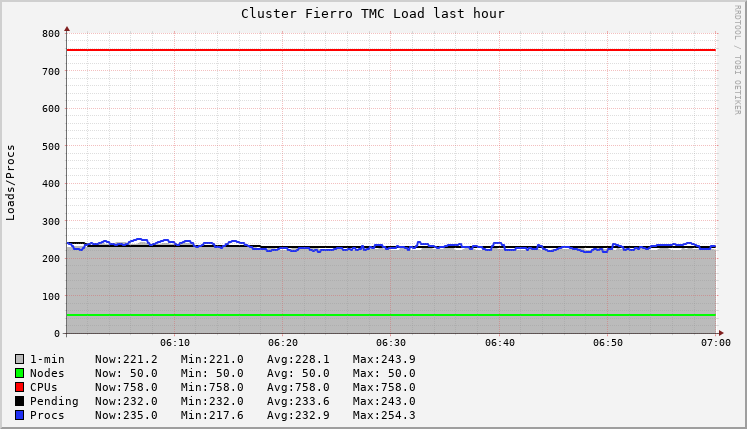 Cluster Fierro TMC Load last hour
RRDTOOL / TOBI OETIKER
Loads/Procs
800
700
600
500
400
300
200
100
0
06:10 06:20 06:30 06:40 06:50 07:00
1-min Now:221.2 Min:221.0 Avg:228.1 Max:243.9
Nodes Now: 50.0 Min: 50.0 Avg: 50.0 Max: 50.0
CPUs Now:758.0 Min:758.0 Avg:758.0 Max:758.0
Pending Now:232.0 Min:232.0 Avg:233.6 Max:243.0
Procs Now:235.0 Min:217.6 Avg:232.9 Max:254.3